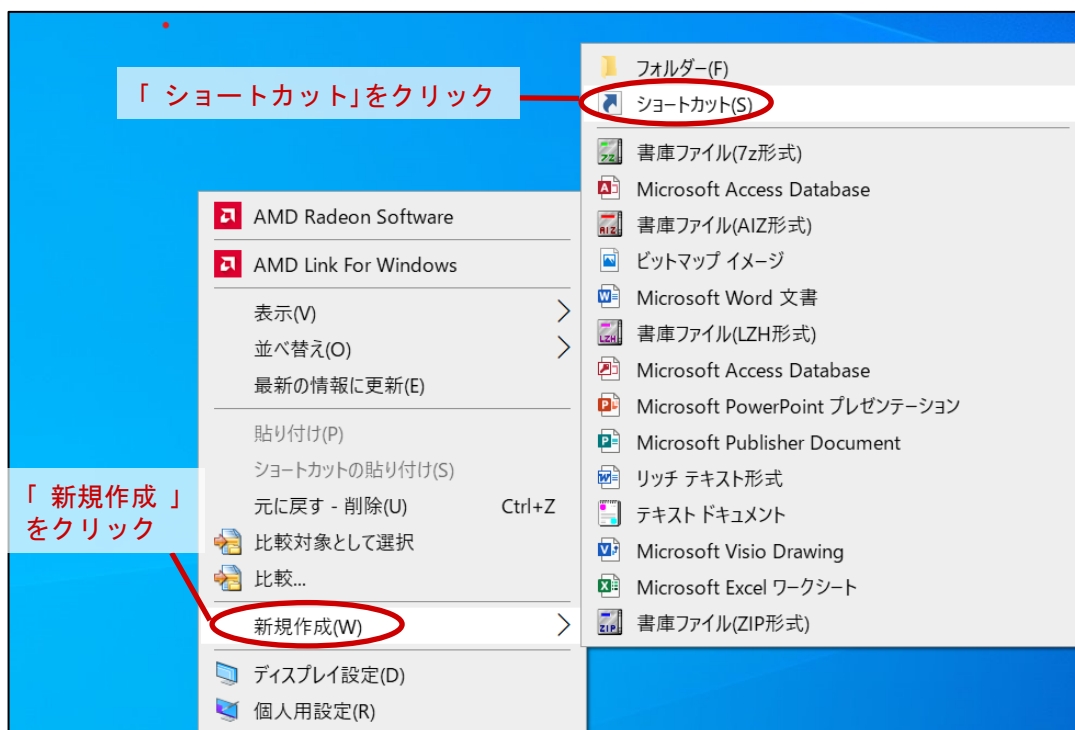 「 ショートカット」をクリック
フォルダー(F)
ショートカット(S)
書庫ファイル(7z形式)
Microsoft Access Database
書庫ファイル(AIZ形式)
ビットマップ イメージ
Microsoft Word 文書
書庫ファイル(LZH形式)
Microsoft Access Database
Microsoft PowerPoint プレゼンテーション
Microsoft Publisher Document
リッチ テキスト形式
テキスト ドキュメント
Microsoft Visio Drawing
Microsoft Excel ワークシート
書庫ファイル(ZIP形式)
AMD Radeon Software
AMD Link For Windows
表示(V)
並べ替え(O)
最新の情報に更新(E)
貼り付け(P)
ショートカットの貼り付け(S)
元に戻す - 削除(U) Ctrl+Z
比較対象として選択
比較...
新規作成(W)
ディスプレイ設定(D)
個人用設定(R)
「 新規作成 」
をクリック